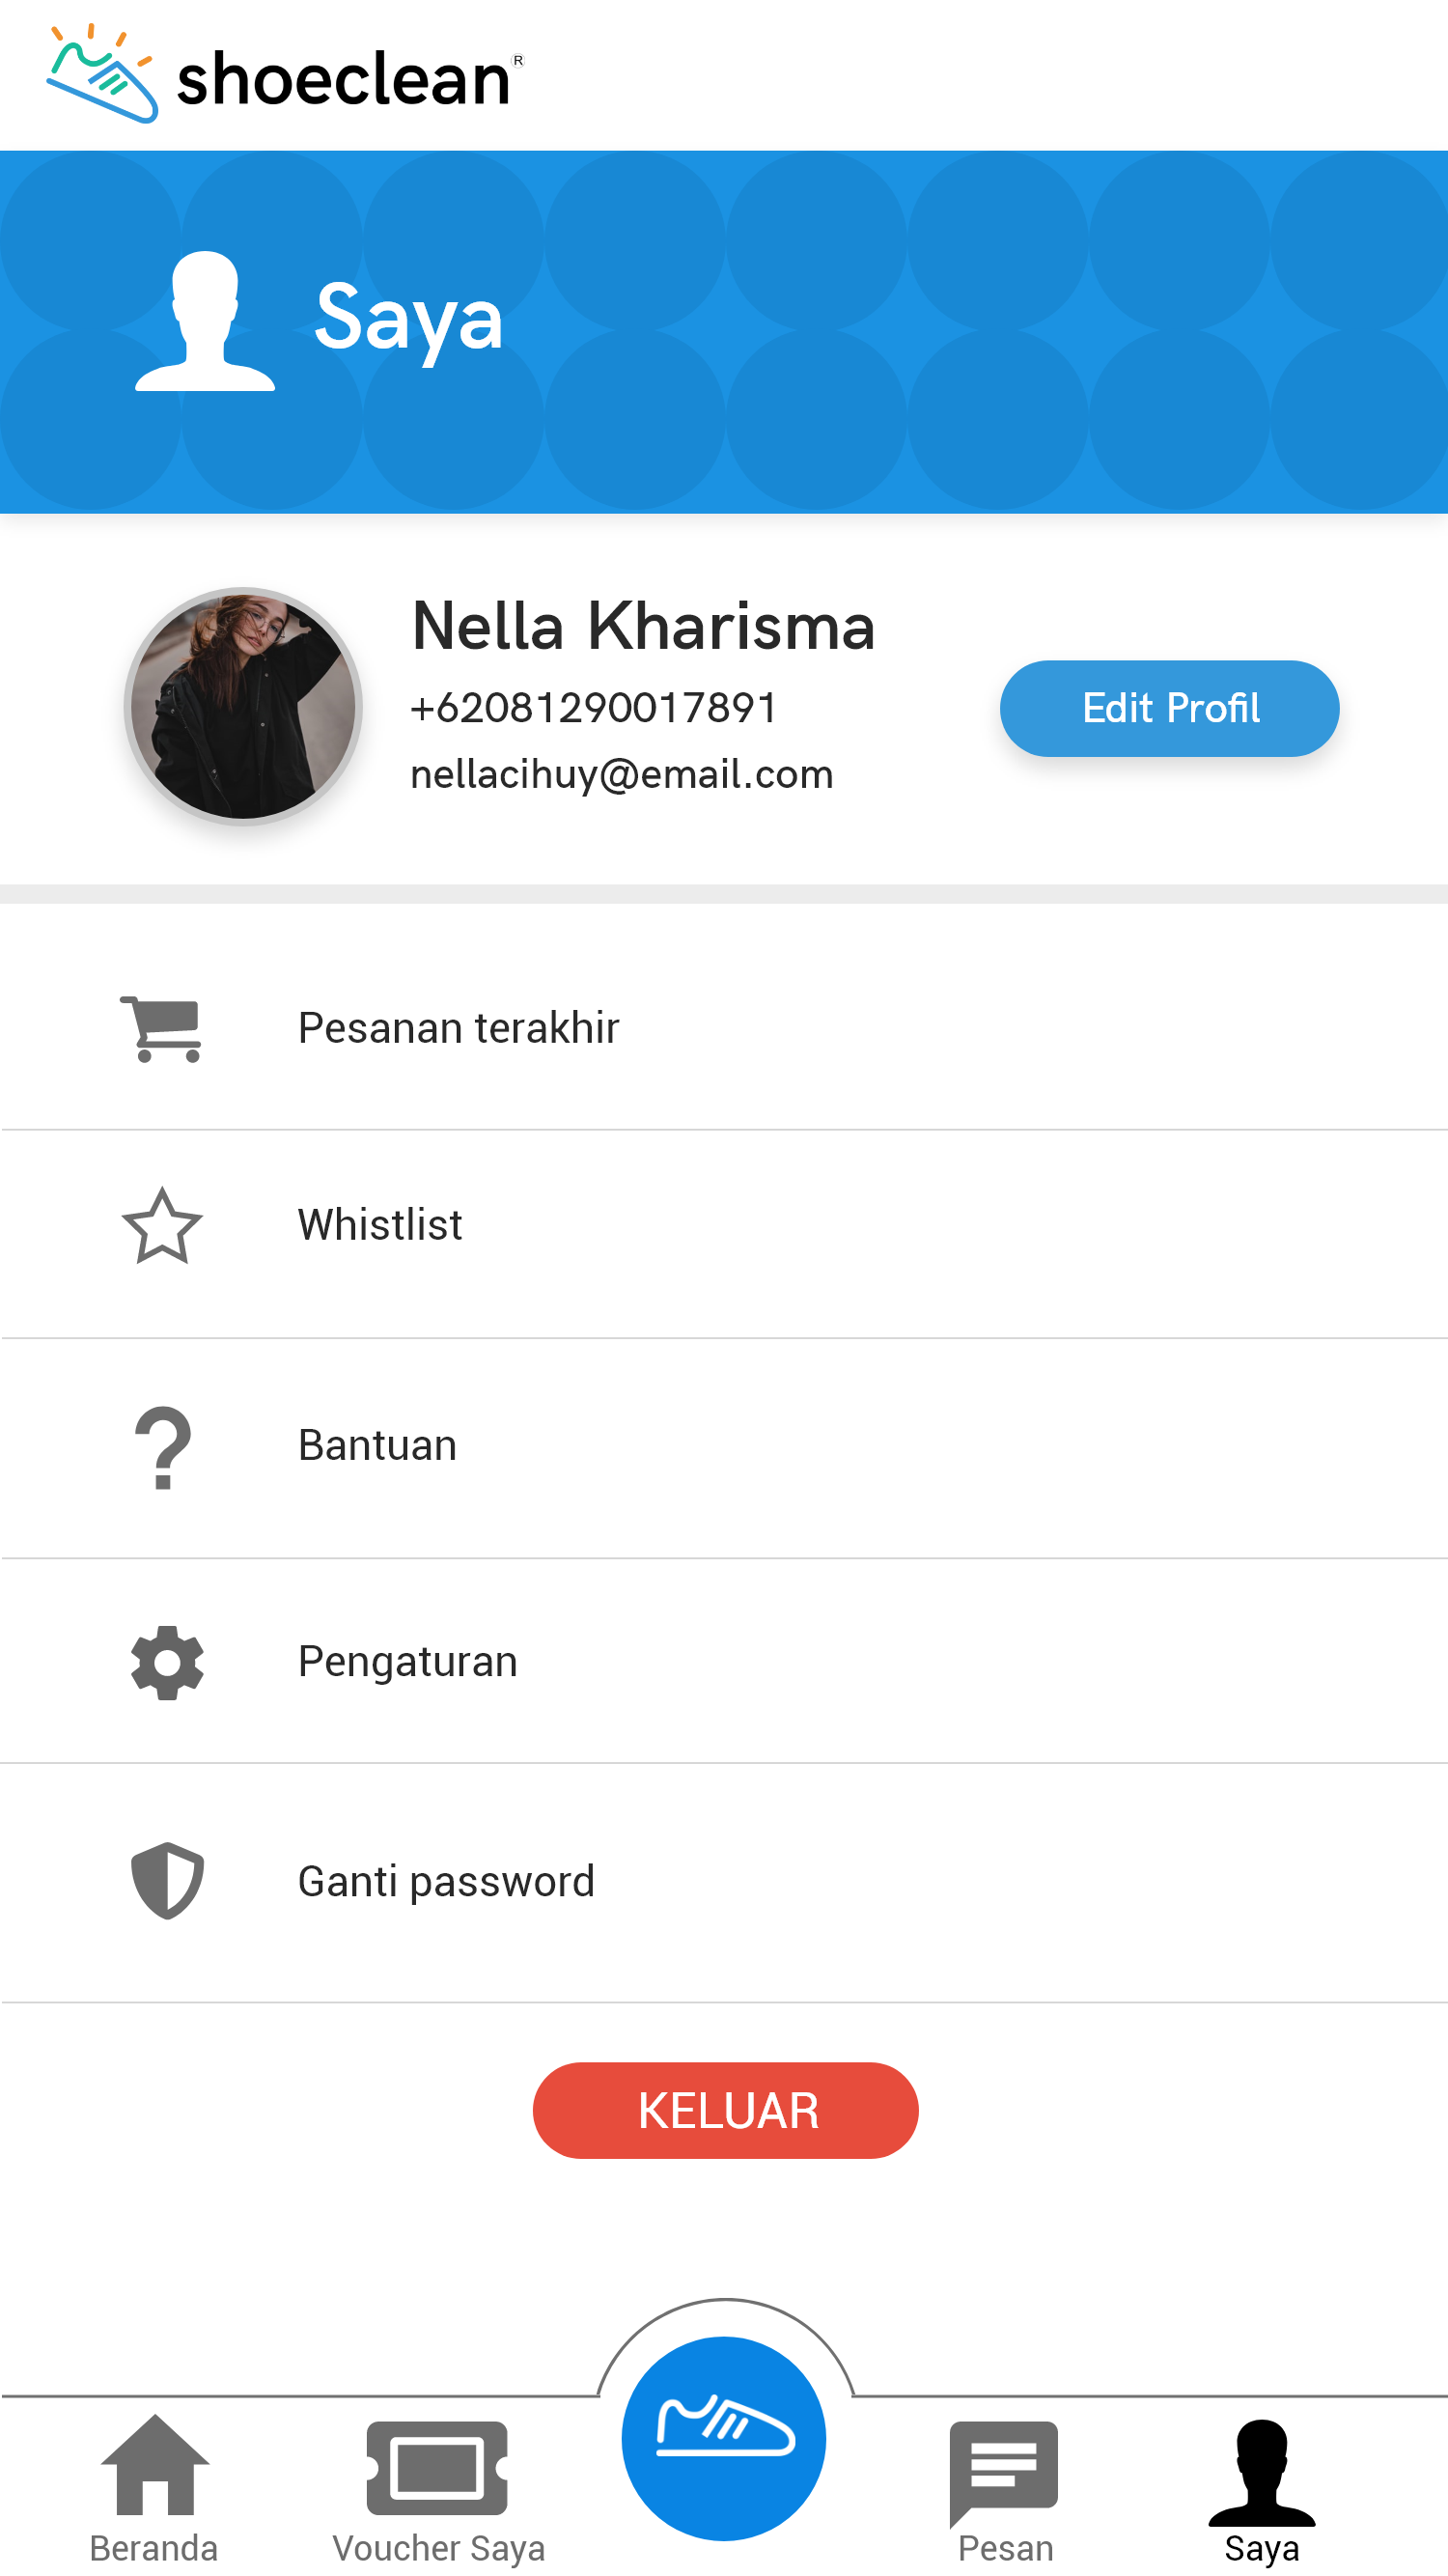 shoeclean®
Saya
Nella Kharisma
+62081290017891
nellacihuy@email.com
Edit Profil
Pesanan terakhir
Whistlist
Bantuan
Pengaturan
Ganti password
KELUAR
Beranda
Voucher Saya
Pesan
Saya